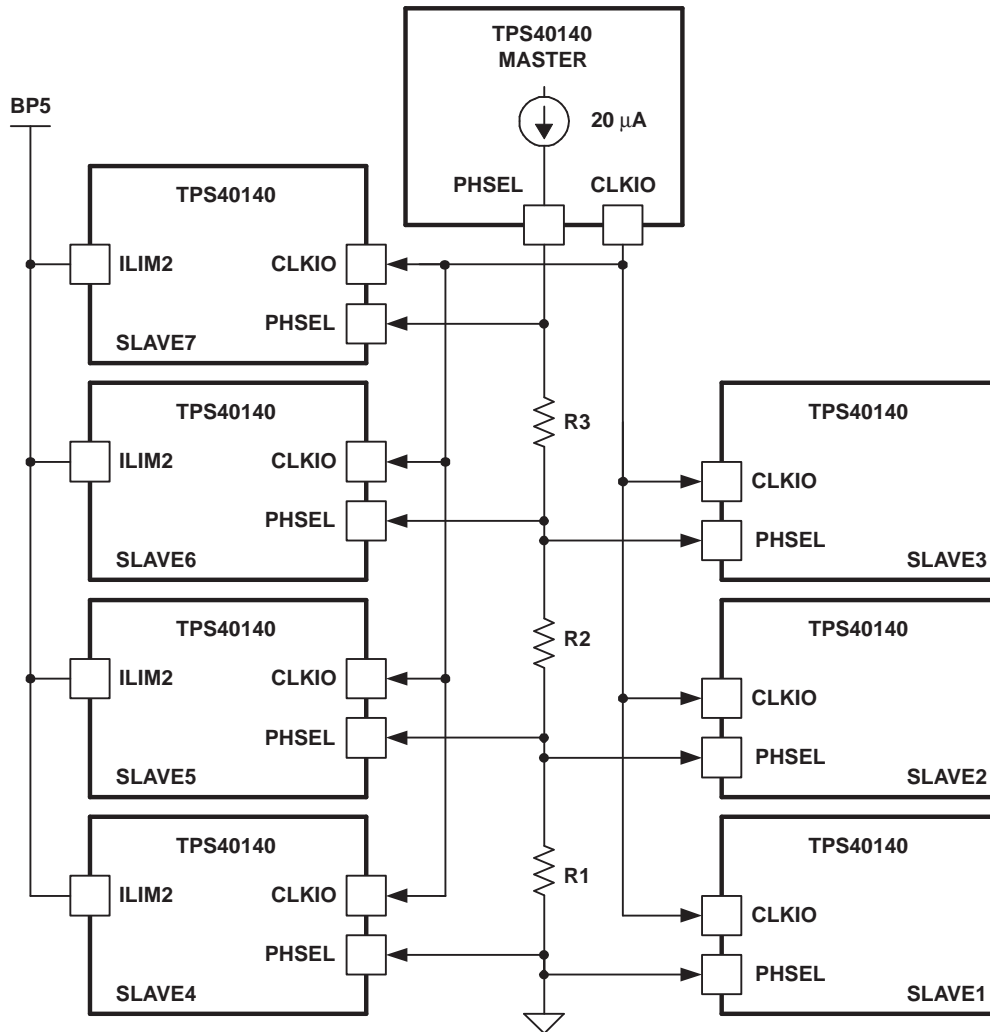 TPS40140
MASTER
20 μA
PHSEL
CLKIO
BP5
TPS40140
ILIM2
CLKIO
PHSEL
SLAVE7
R3
TPS40140
ILIM2
CLKIO
PHSEL
SLAVE6
TPS40140
CLKIO
PHSEL
SLAVE3
R2
TPS40140
ILIM2
CLKIO
PHSEL
SLAVE5
TPS40140
CLKIO
PHSEL
SLAVE2
R1
TPS40140
ILIM2
CLKIO
PHSEL
SLAVE4
TPS40140
CLKIO
PHSEL
SLAVE1